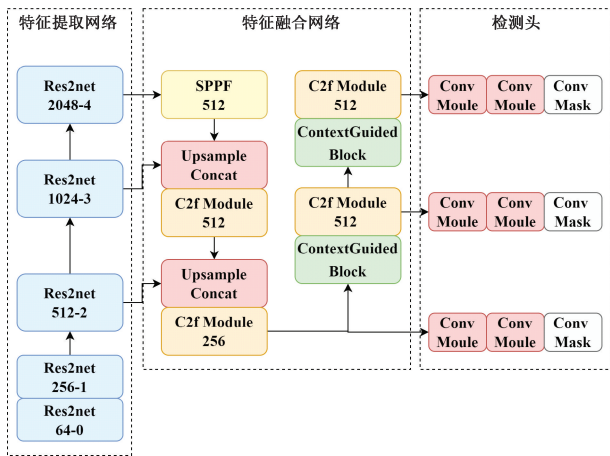 特征提取网络
特征融合网络
检测头
Res2net
2048-4
Res2net
1024-3
Res2net
512-2
Res2net
256-1
Res2net
64-0
SPPF
512
Upsample
Concat
C2f Module
512
Upsample
Concat
C2f Module
256
C2f Module
512
ContextGuided
Block
C2f Module
512
ContextGuided
Block
Conv
Moule
Conv
Moule
Conv
Mask
Conv
Moule
Conv
Moule
Conv
Mask
Conv
Moule
Conv
Moule
Conv
Mask